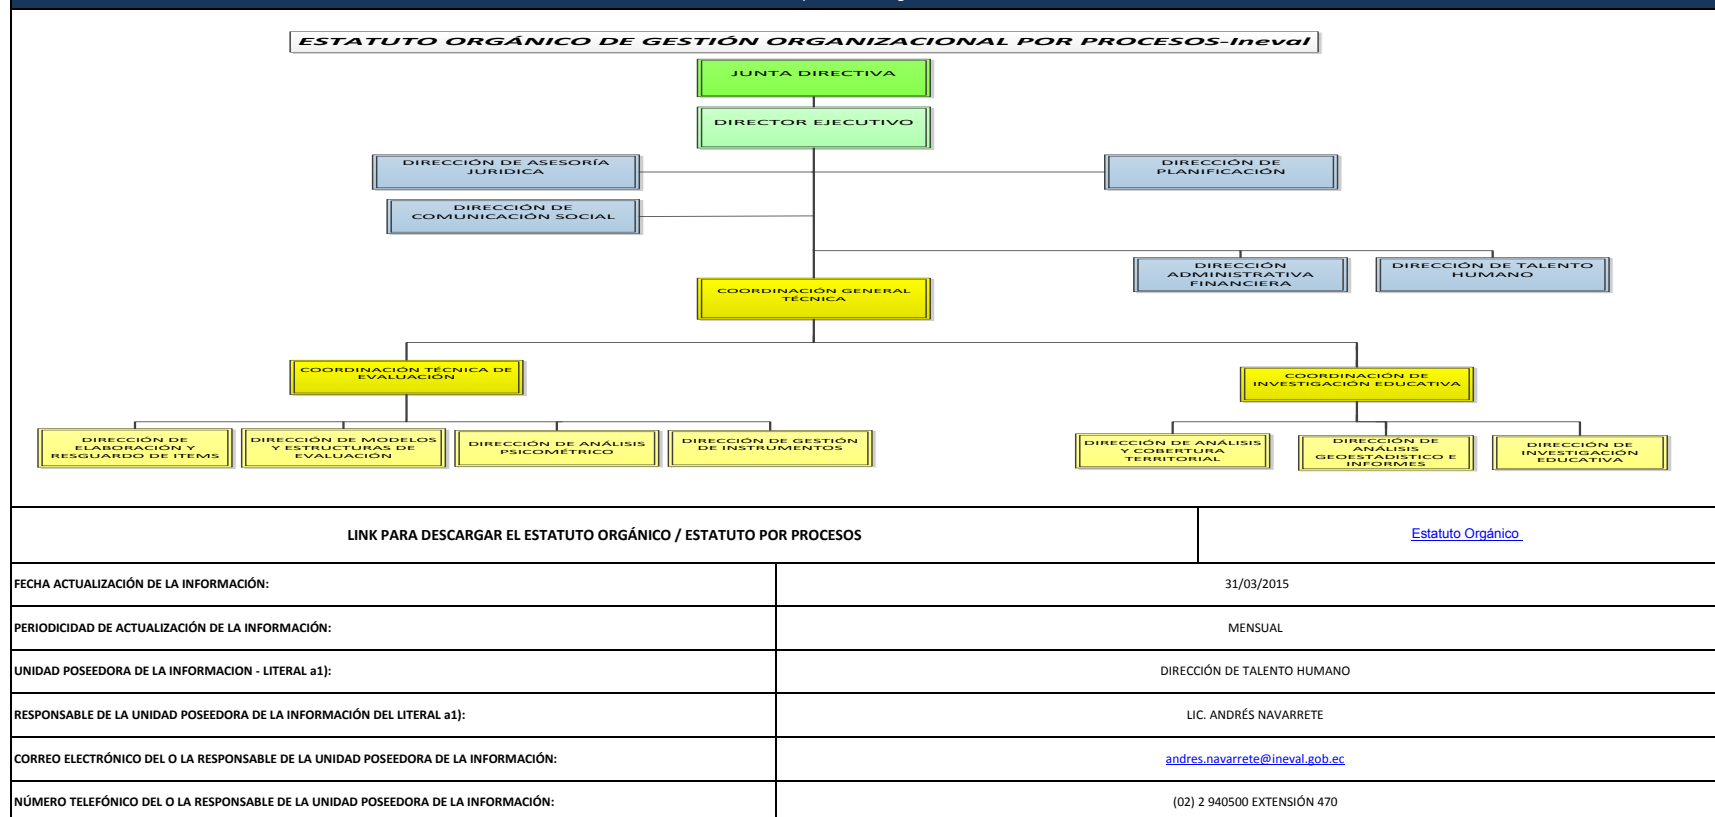 ESTATUTO ORGÁNICO DE GESTIÓN ORGANIZACIONAL POR PROCESOS-Ineval
JUNTA DIRECTIVA
DIRECTOR EJECUTIVO
DIRECCIÓN DE ASESORÍA
JURIDICA
DIRECCIÓN DE
PLANIFICACIÓN
DIRECCIÓN DE
COMUNICACIÓN SOCIAL
DIRECCIÓN
ADMINISTRATIVA
FINANCIERA
DIRECCIÓN DE TALENTO
HUMANO
COORDINACIÓN GENERAL
TÉCNICA
COORDINACIÓN TÉCNICA DE
EVALUACIÓN
COORDINACIÓN DE
INVESTIGACIÓN EDUCATIVA
DIRECCIÓN DE
ELABORACIÓN Y
RESGUARDO DE ITEMS
DIRECCIÓN DE MODELOS
Y ESTRUCTURAS DE
EVALUACIÓN
DIRECCIÓN DE ANÁLISIS
PSICOMÉTRICO
DIRECCIÓN DE GESTIÓN
DE INSTRUMENTOS
DIRECCIÓN DE ANÁLISIS
Y COBERTURA
TERRITORIAL
DIRECCIÓN DE
ANÁLISIS
GEOESTADISTICO E
INFORMES
DIRECCIÓN DE
INVESTIGACIÓN
EDUCATIVA
LINK PARA DESCARGAR EL ESTATUTO ORGÁNICO / ESTATUTO POR PROCESOS
Estatuto Orgánico
FECHA ACTUALIZACIÓN DE LA INFORMACIÓN:
31/03/2015
PERIODICIDAD DE ACTUALIZACIÓN DE LA INFORMACIÓN:
MENSUAL
UNIDAD POSEEDORA DE LA INFORMACION - LITERAL a1):
DIRECCIÓN DE TALENTO HUMANO
RESPONSABLE DE LA UNIDAD POSEEDORA DE LA INFORMACIÓN DEL LITERAL a1):
LIC. ANDRÉS NAVARRETE
CORREO ELECTRÓNICO DEL O LA RESPONSABLE DE LA UNIDAD POSEEDORA DE LA INFORMACIÓN:
andres.navarrete@ineval.gob.ec
NÚMERO TELEFÓNICO DEL O LA RESPONSABLE DE LA UNIDAD POSEEDORA DE LA INFORMACIÓN:
(02) 2 940500 EXTENSIÓN 470